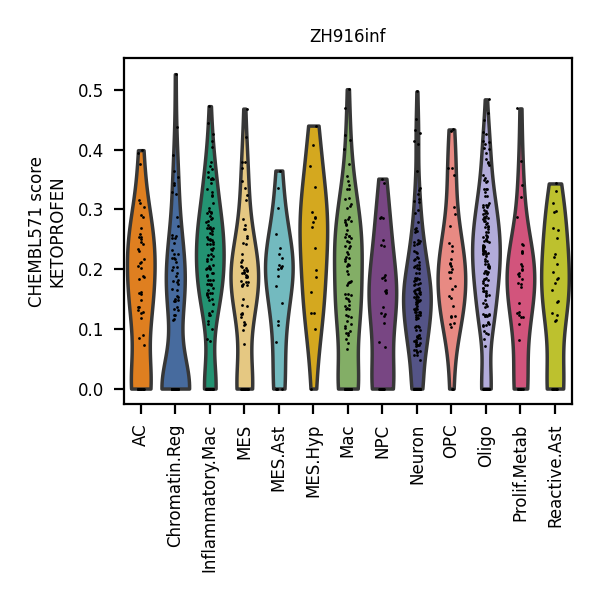 ZH916inf
CHEMBL571 score
KETOPROFEN
0.5
0.4
0.3
0.2
0.1
0.0
AC
Chromatin.Reg
Inflammatory.Mac
MES
MES.Ast
MES.Hyp
Mac
NPC
Neuron
OPC
Oligo
Prolif.Metab
Reactive.Ast